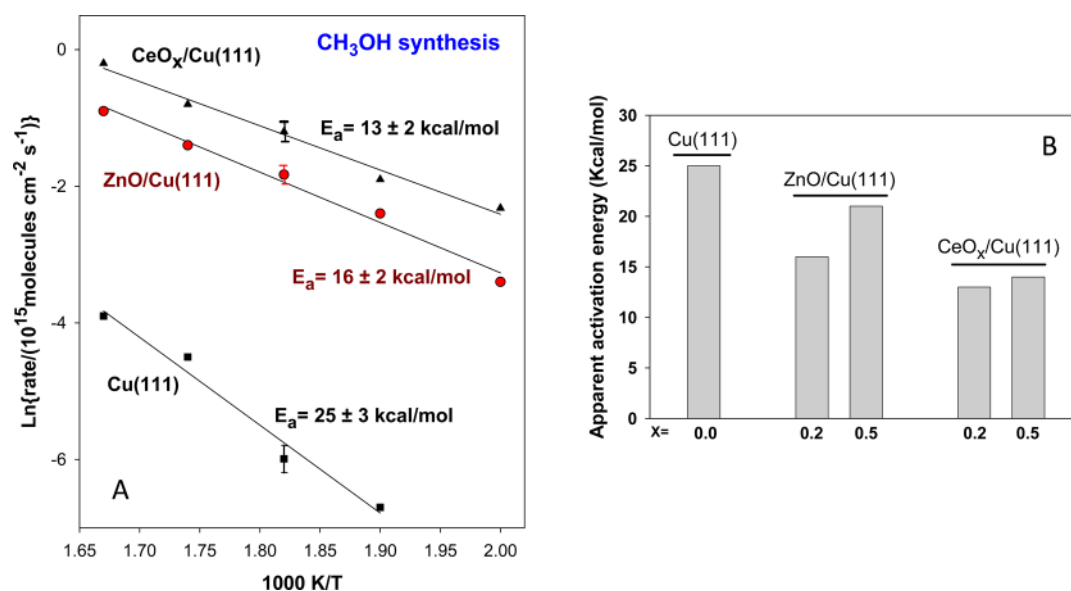 CH₃OH synthesis
0
CeOₓ/Cu(111)
Eₐ= 13 ± 2 kcal/mol
ZnO/Cu(111)
-2
Eₐ= 16 ± 2 kcal/mol
-4
Cu(111)
Eₐ= 25 ± 3 kcal/mol
-6
A
Ln{rate/(10¹⁵molecules cm⁻² s⁻¹)}
1.65 1.70 1.75 1.80 1.85 1.90 1.95 2.00
1000 K/T
B
Apparent activation energy (Kcal/mol)
30
25
20
15
10
5
0
Cu(111)
ZnO/Cu(111)
CeOₓ/Cu(111)
X= 0.0 0.2 0.5 0.2 0.5